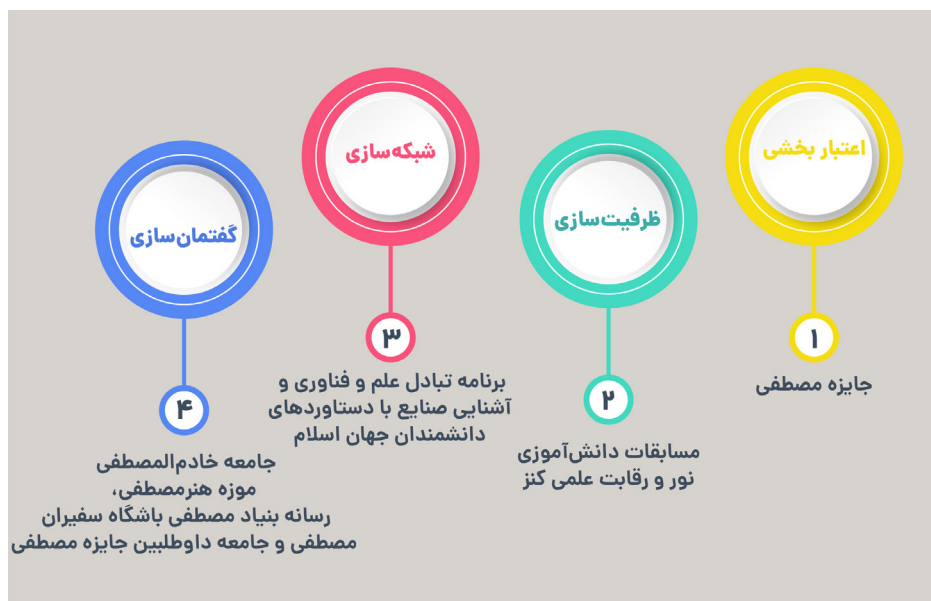 اعتبار بخشی
۱
جایزه مصطفی
ظرفیت‌سازی
۲
مسابقات دانش‌آموزی
نور و رقابت علمی کنز
شبکه‌سازی
۳
برنامه تبادل علم و فناوری و
آشنایی صنایع با دستاوردهای
دانشمندان جهان اسلام
گفتمان‌سازی
۴
جامعه خادم‌المصطفی
موزه هنرمصطفی،
رسانه بنیاد مصطفی باشگاه سفیران
مصطفی و جامعه داوطلبین جایزه مصطفی